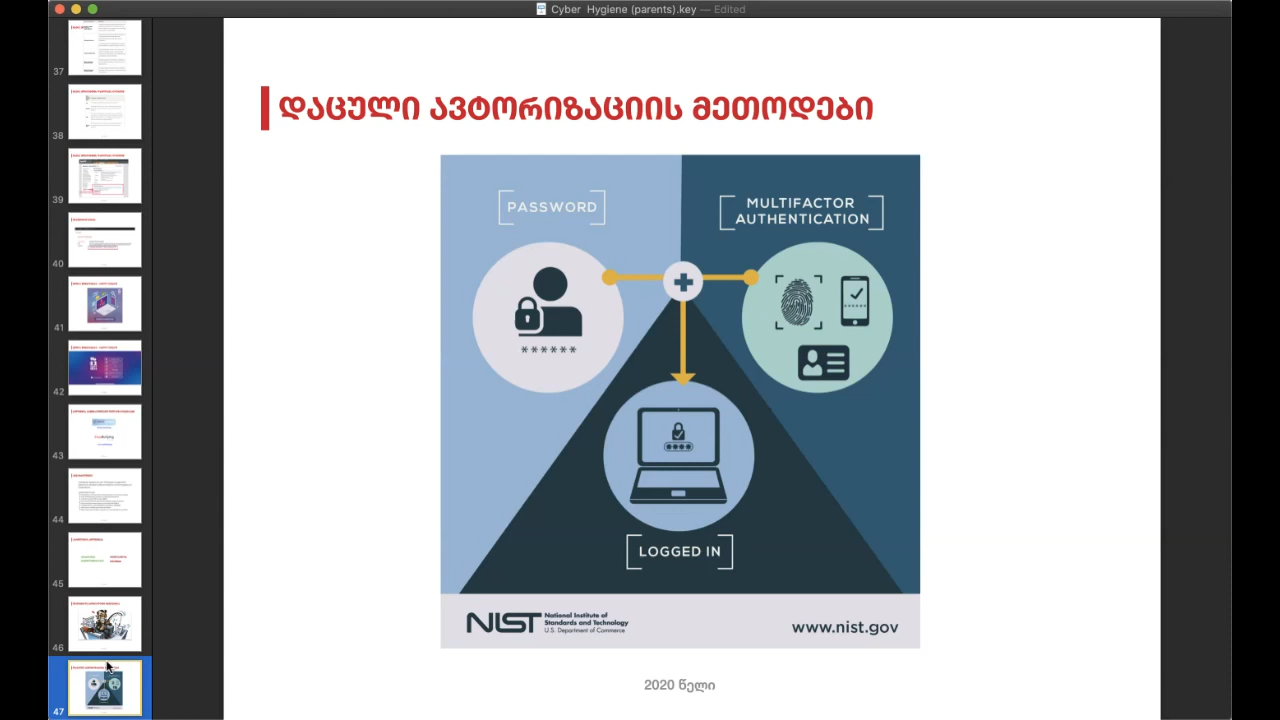 Cyber Hygiene (parents).key — Edited
37
38
39
40
41
42
43
44
45
46
47
დაცული ავტორიზაციის მეთოდები
PASSWORD
MULTIFACTOR
AUTHENTICATION
******
LOGGED IN
NIST
National Institute of
Standards and Technology
U.S. Department of Commerce
www.nist.gov
2020 წელი